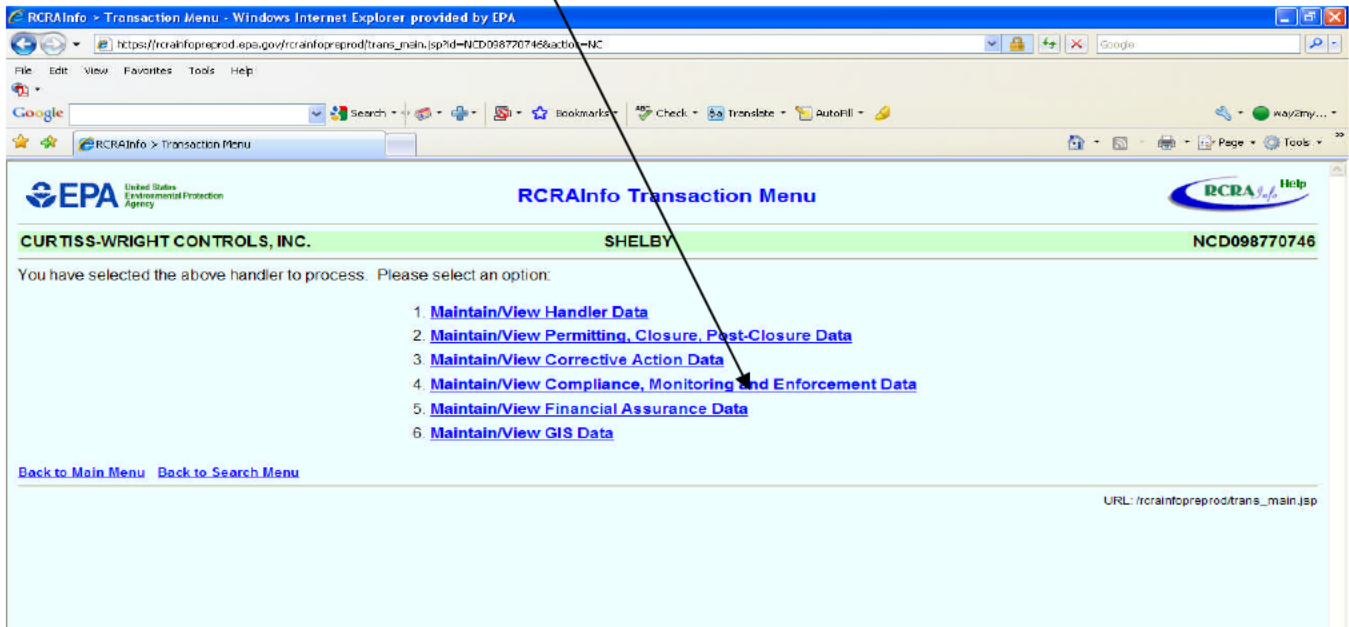 RCRAInfo > Transaction Menu - Windows Internet Explorer provided by EPA
https://rcrainfopreprod.epa.gov/rcrainfopreprod/trans_main.jsp?id=NCD098770746&action=NC
Google
File Edit View Favorites Tools Help
Google Search Bookmarks Check Translate AutoFill way2my...
RCRAInfo > Transaction Menu Page Tools
EPA United States Environmental Protection Agency
RCRAInfo Transaction Menu
RCRA Info Help
CURTISS-WRIGHT CONTROLS, INC. SHELBY NCD098770746
You have selected the above handler to process. Please select an option:
1. Maintain/View Handler Data
2. Maintain/View Permitting, Closure, Post-Closure Data
3. Maintain/View Corrective Action Data
4. Maintain/View Compliance, Monitoring and Enforcement Data
5. Maintain/View Financial Assurance Data
6. Maintain/View GIS Data
Back to Main Menu Back to Search Menu
URL: /rcrainfopreprod/trans_main.jsp